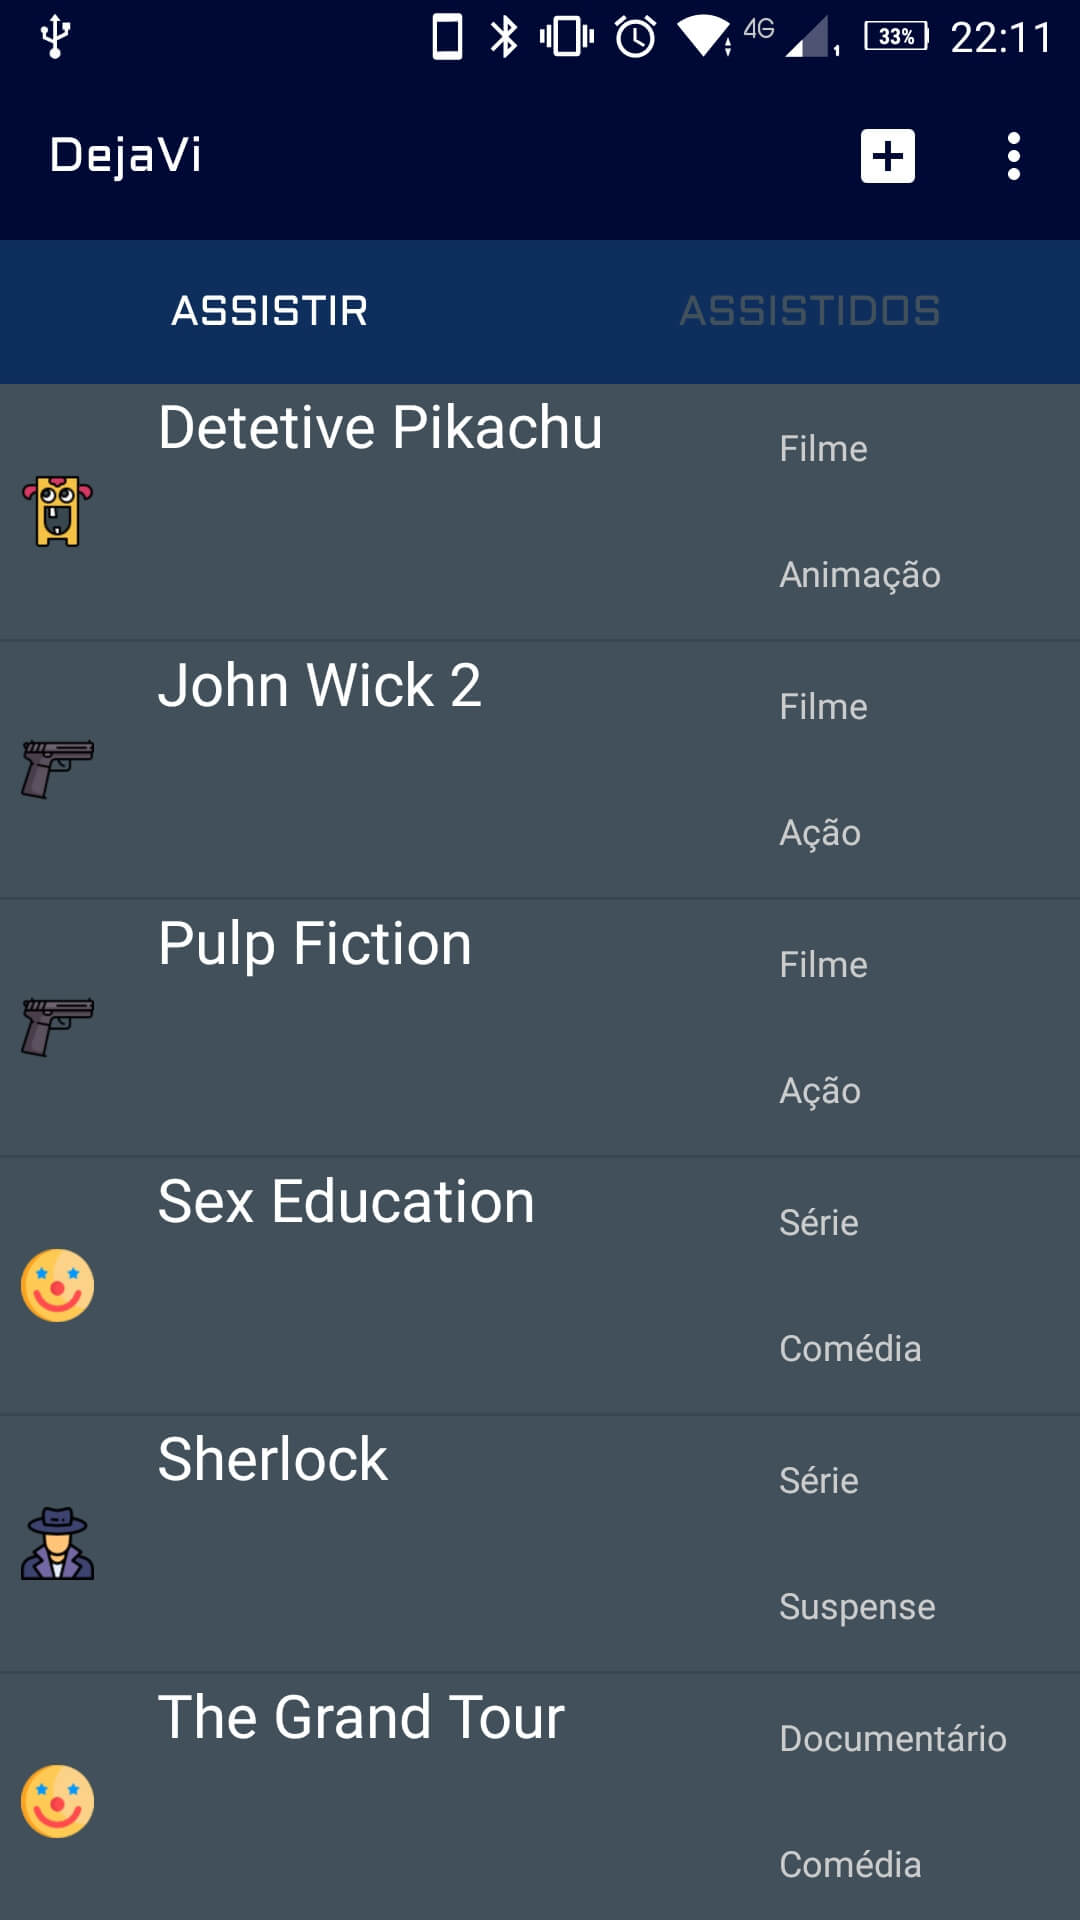 4G 1 33% 22:11
DejaVi
ASSISTIR ASSISTIDOS
Detetive Pikachu
Filme
Animação
John Wick 2
Filme
Ação
Pulp Fiction
Filme
Ação
Sex Education
Série
Comédia
Sherlock
Série
Suspense
The Grand Tour
Documentário
Comédia